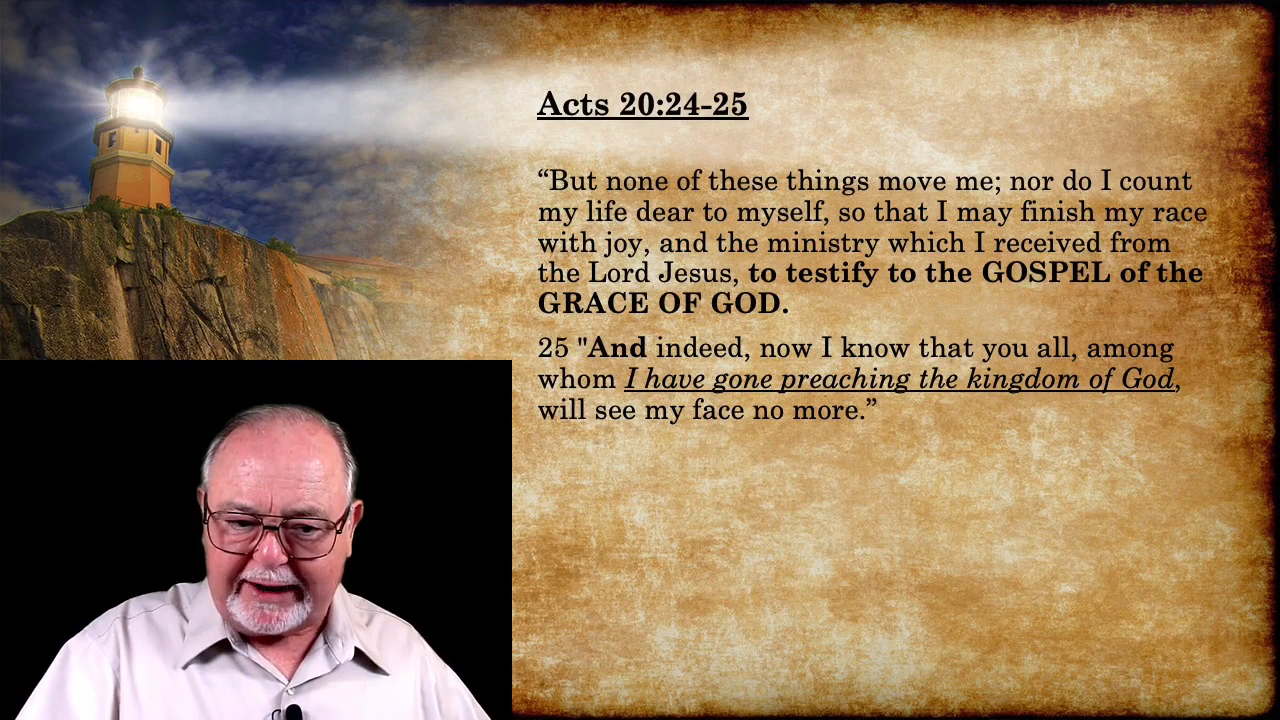 Acts 20:24-25
“But none of these things move me; nor do I count
my life dear to myself, so that I may finish my race
with joy, and the ministry which I received from
the Lord Jesus, to testify to the GOSPEL of the
GRACE OF GOD.
25 "And indeed, now I know that you all, among
whom I have gone preaching the kingdom of God,
will see my face no more.”